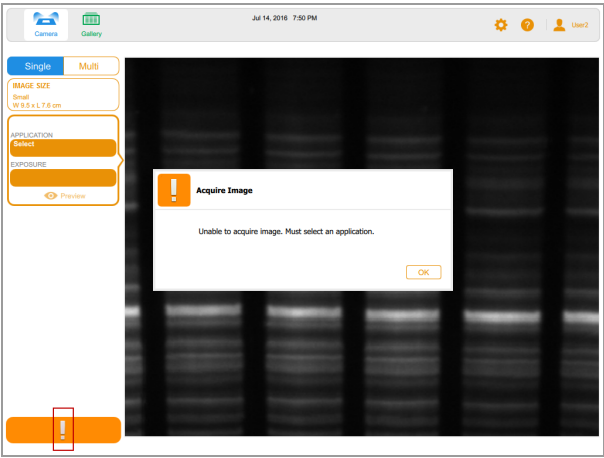 Jul 14, 2016 7:50 PM
Camera
Gallery
?
User2
Single
Multi
IMAGE SIZE
Small
W 9.5 x L 7.6 cm
APPLICATION
Select
EXPOSURE
Preview
!
Acquire Image
Unable to acquire image. Must select an application.
OK
!